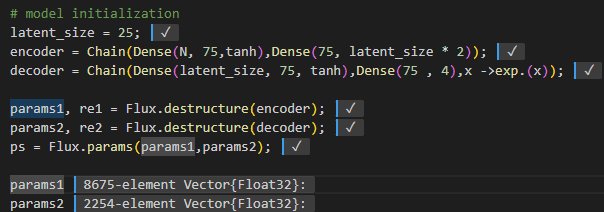 # model initialization
latent_size = 25; ✓
encoder = Chain(Dense(N, 75,tanh),Dense(75, latent_size * 2)); ✓
decoder = Chain(Dense(latent_size, 75, tanh),Dense(75 , 4),x ->exp.(x)); ✓
params1, re1 = Flux.destructure(encoder); ✓
params2, re2 = Flux.destructure(decoder); ✓
ps = Flux.params(params1,params2); ✓
params1 8675-element Vector{Float32}:
params2 2254-element Vector{Float32}: